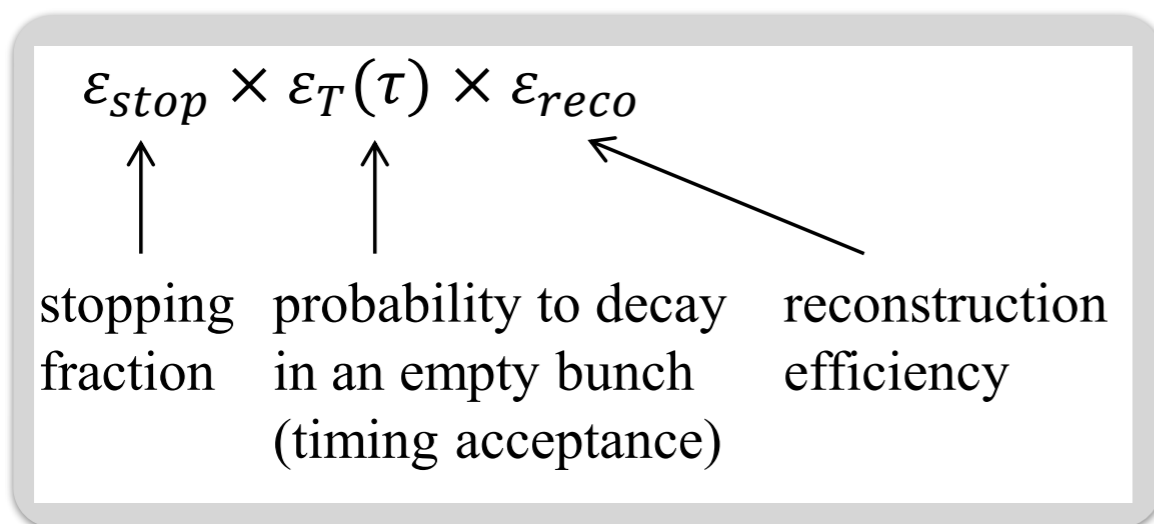 ε_stop × ε_T(τ) × ε_reco
stopping probability to decay reconstruction
fraction in an empty bunch efficiency
(timing acceptance)